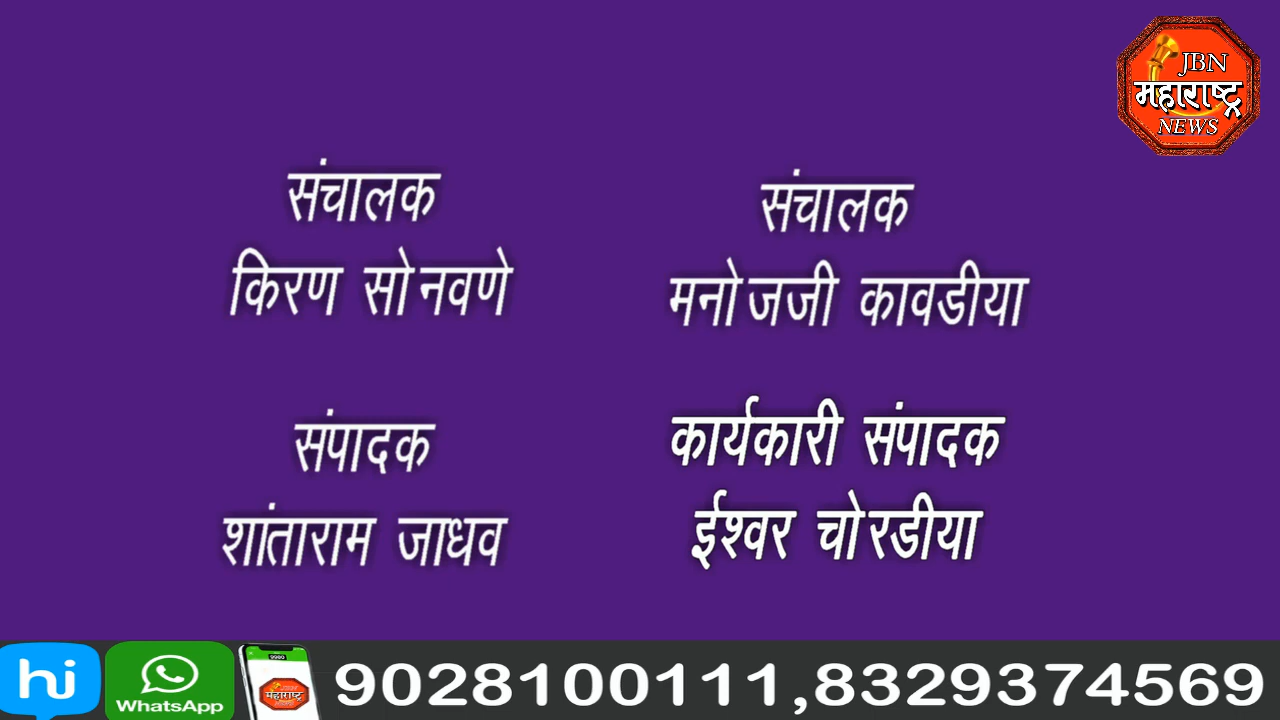 JBN
महाराष्ट्र
NEWS
संचालक
किरण सोनवणे
संचालक
मनोजजी कावडीया
संपादक
शांताराम जाधव
कार्यकारी संपादक
ईश्वर चोरडीया
hi
WhatsApp
महाराष्ट्र
9028100111,8329374569